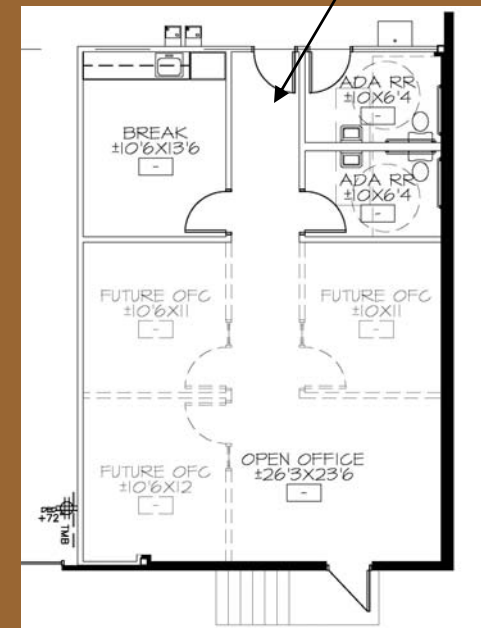 ADA RR
±10X6'4
BREAK
±10'6X13'6
ADA RR
±10X6'4
FUTURE OFC
±10'6X11
FUTURE OFC
±10X11
OPEN OFFICE
±26'3X23'6
FUTURE OFC
±10'6X12
+72"
TMB